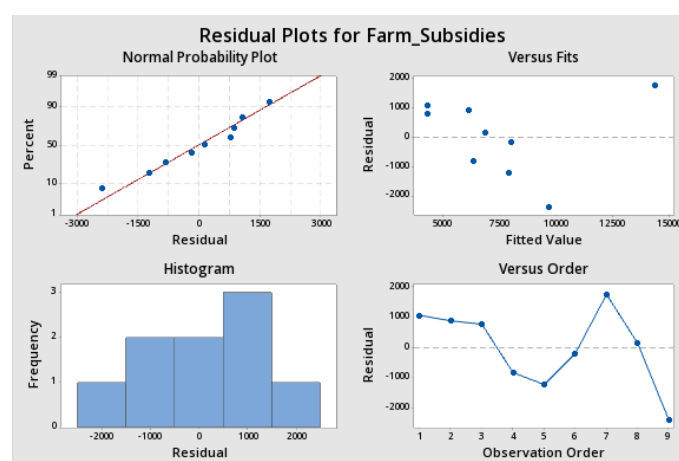 Residual Plots for Farm_Subsidies
Normal Probability Plot
99
90
50
10
1
Percent
-3000 -1500 0 1500 3000
Residual
Versus Fits
2000
1000
0
-1000
-2000
Residual
5000 7500 10000 12500 15000
Fitted Value
Histogram
3
2
1
0
Frequency
-2000 -1000 0 1000 2000
Residual
Versus Order
2000
1000
0
-1000
-2000
Residual
1 2 3 4 5 6 7 8 9
Observation Order